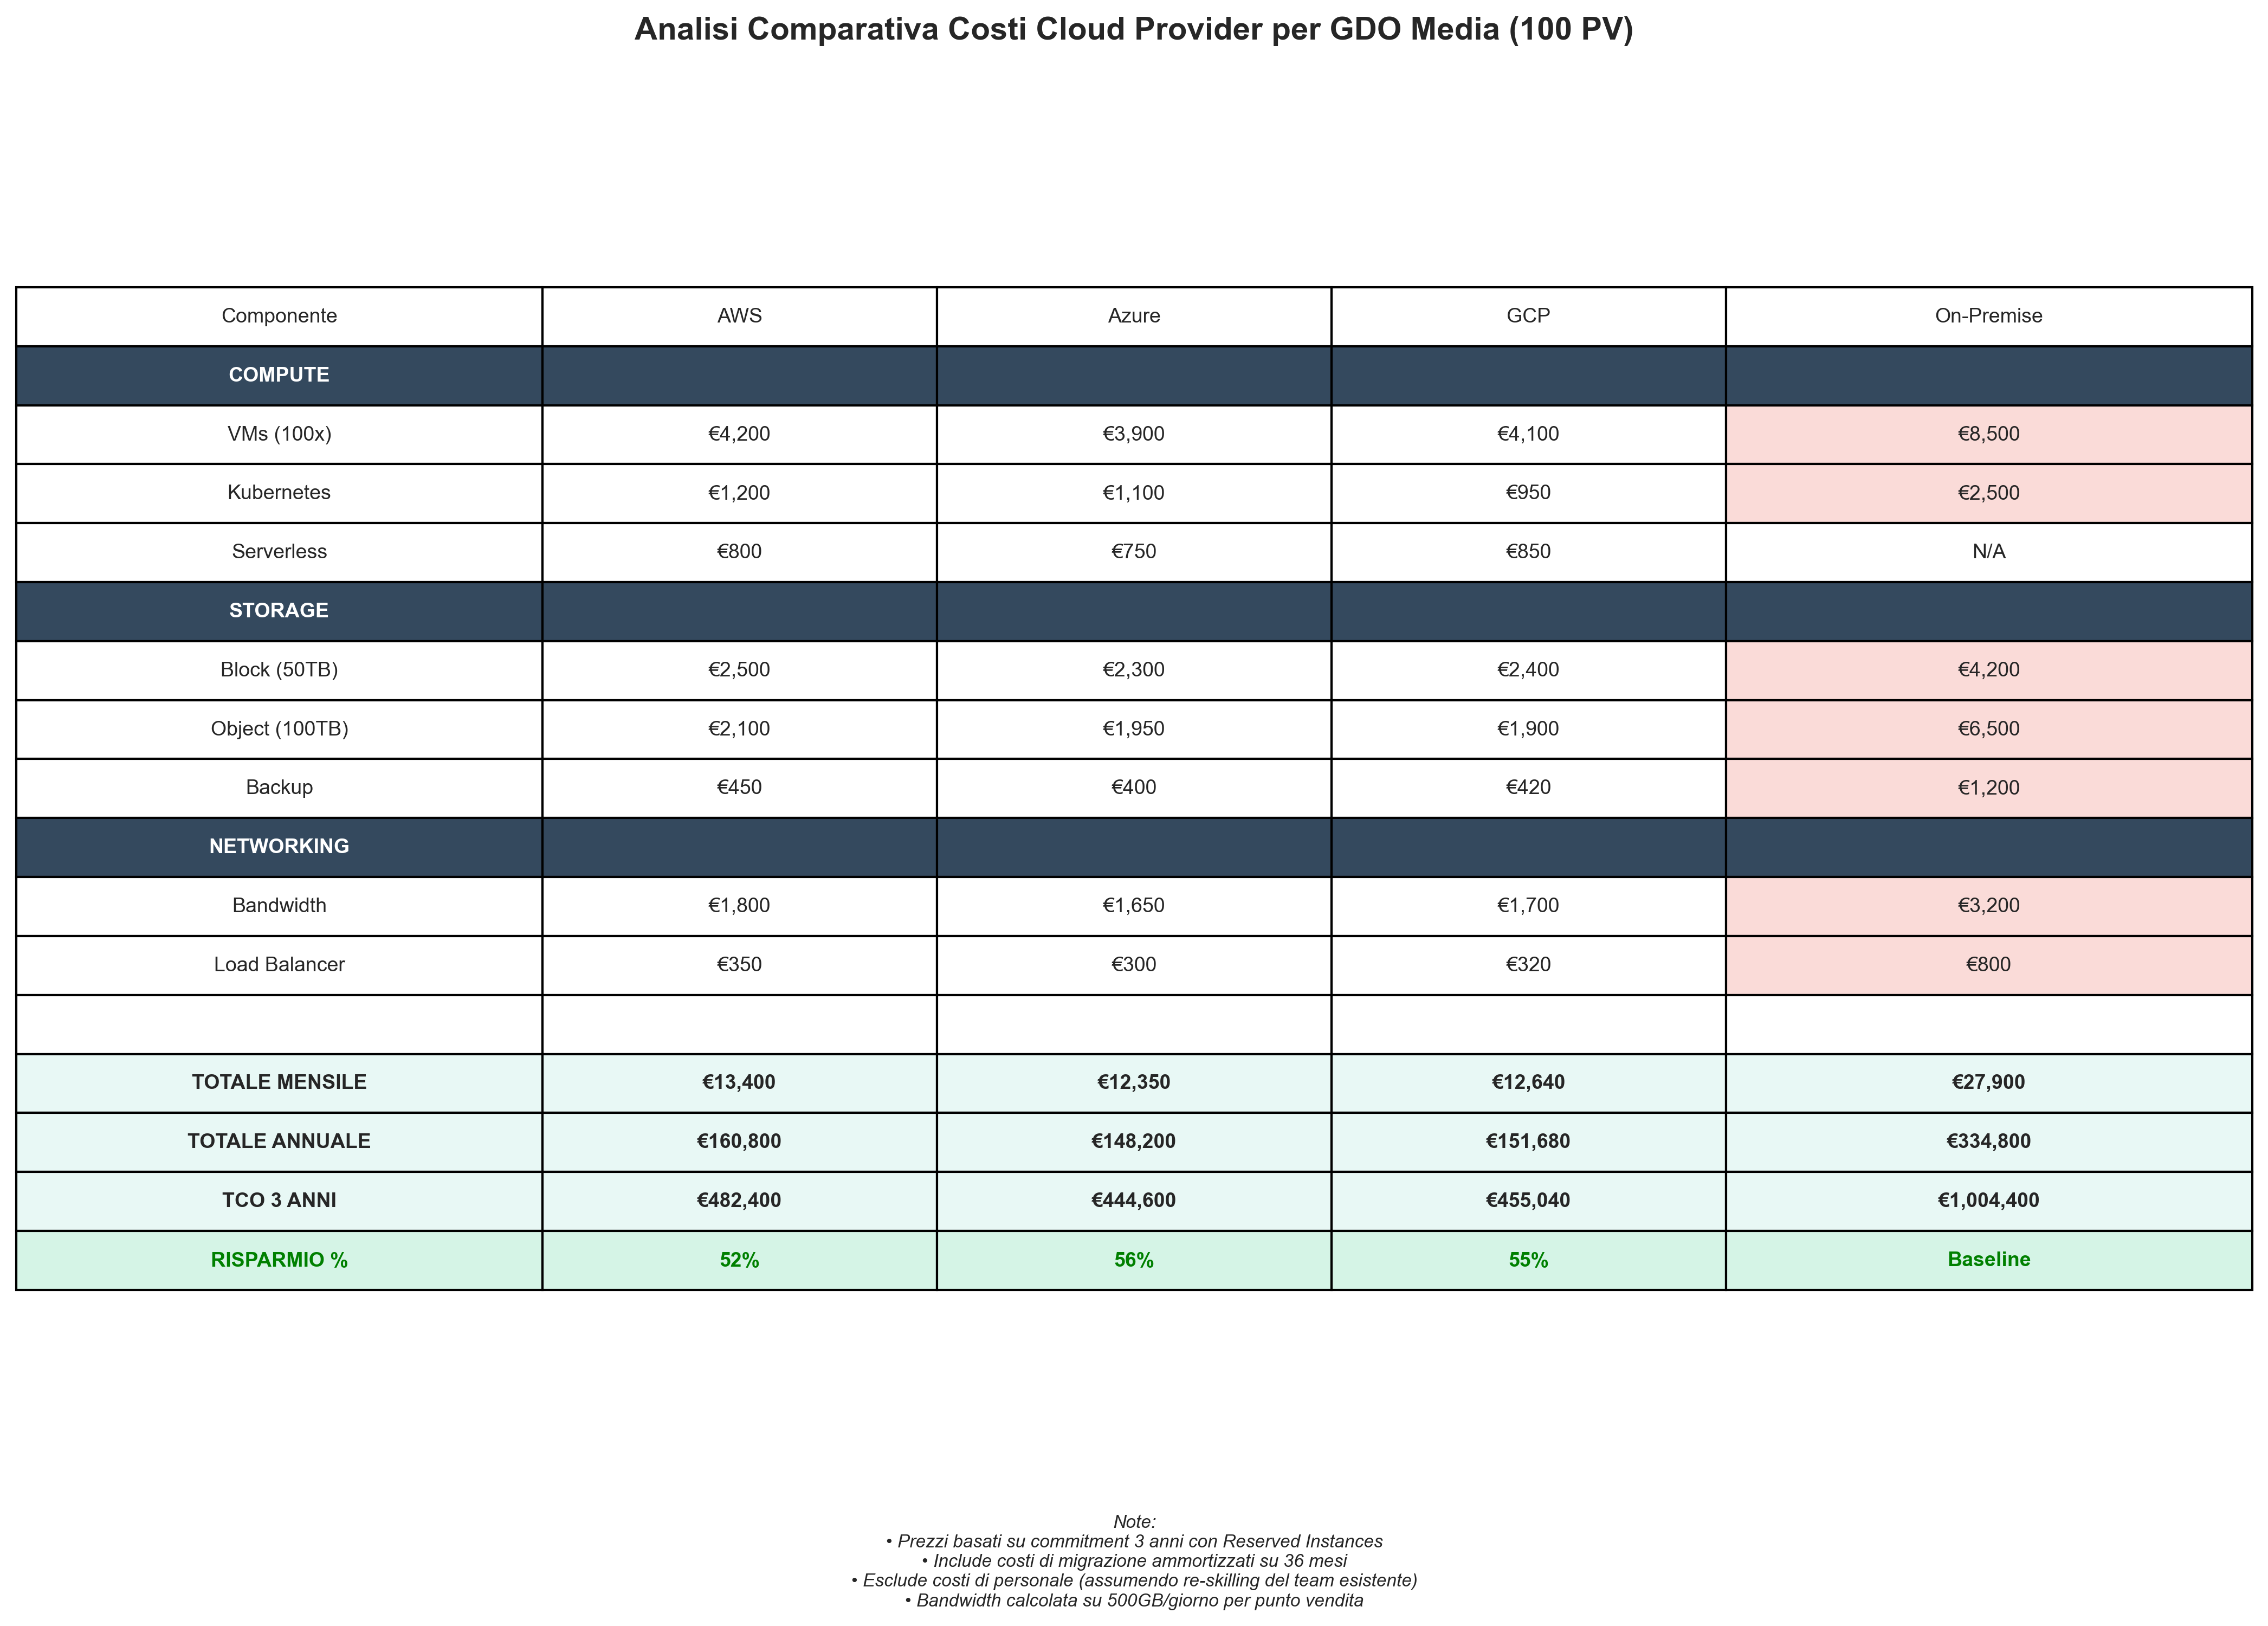 Analisi Comparativa Costi Cloud Provider per GDO Media (100 PV)
Componente AWS Azure GCP On-Premise
COMPUTE
VMs (100x) €4,200 €3,900 €4,100 €8,500
Kubernetes €1,200 €1,100 €950 €2,500
Serverless €800 €750 €850 N/A
STORAGE
Block (50TB) €2,500 €2,300 €2,400 €4,200
Object (100TB) €2,100 €1,950 €1,900 €6,500
Backup €450 €400 €420 €1,200
NETWORKING
Bandwidth €1,800 €1,650 €1,700 €3,200
Load Balancer €350 €300 €320 €800
TOTALE MENSILE €13,400 €12,350 €12,640 €27,900
TOTALE ANNUALE €160,800 €148,200 €151,680 €334,800
TCO 3 ANNI €482,400 €444,600 €455,040 €1,004,400
RISPARMIO % 52% 56% 55% Baseline
Note:
• Prezzi basati su commitment 3 anni con Reserved Instances
• Include costi di migrazione ammortizzati su 36 mesi
• Esclude costi di personale (assumendo re-skilling del team esistente)
• Bandwidth calcolata su 500GB/giorno per punto vendita